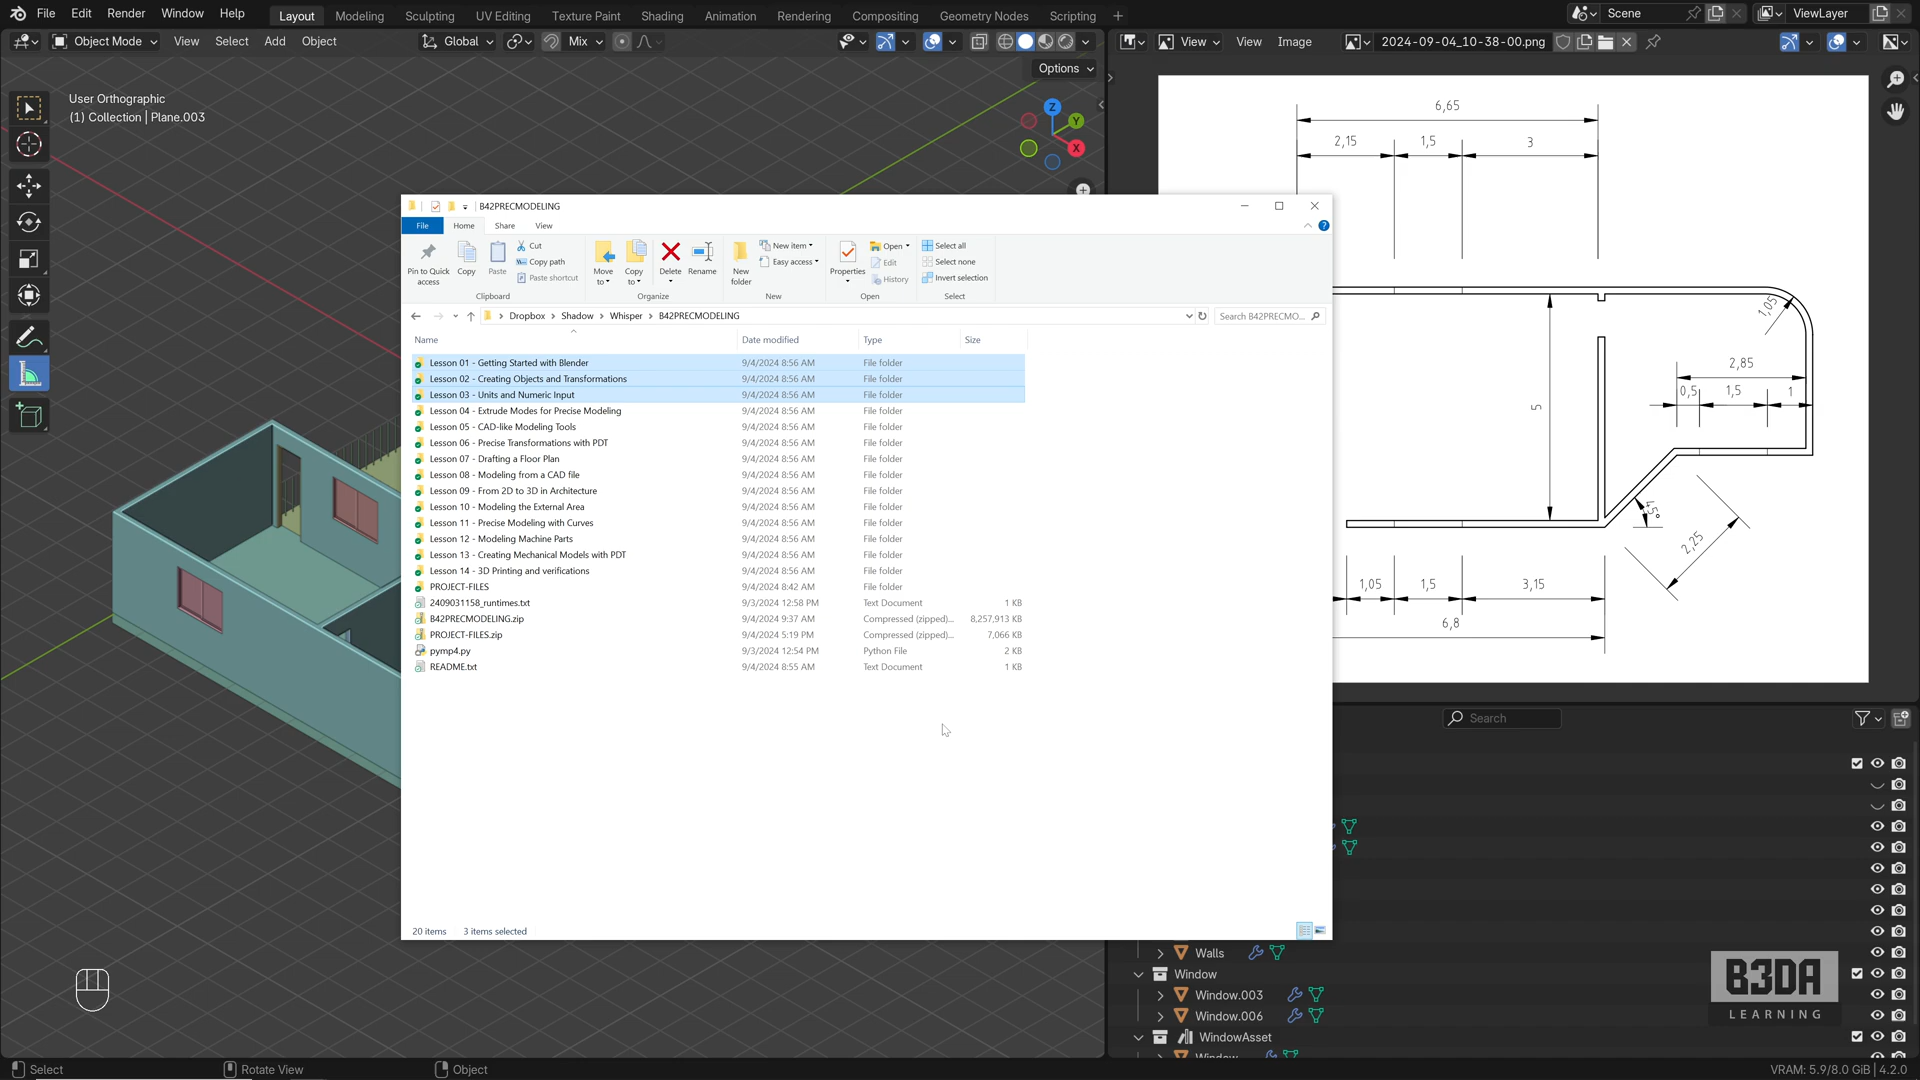 File Edit Render Window Help Layout Modeling Sculpting UV Editing Texture Paint Shading Animation Rendering Compositing Geometry Nodes Scripting + Scene ViewLayer
Object Mode View Select Add Object Global Mix View View Image 2024-09-04_10-38-00.png
Options
User Orthographic
(1) Collection | Plane.003
Z
Y
X
6,65
2,15 1,5 3
1,05
2,85
0,5 1,5 1
5
45°
2,25
1,05 1,5 3,15
6,8
B42PRECMODELING
File Home Share View
Pin to Quick access
Copy
Paste
Cut
Copy path
Paste shortcut
Clipboard
Move to
Copy to
Delete
Rename
Organize
New folder
New item
Easy access
New
Properties
Open
Edit
History
Open
Select all
Select none
Invert selection
Select
Dropbox > Shadow > Whisper > B42PRECMODELING
Search B42PRECMO...
Name Date modified Type Size
Lesson 01 - Getting Started with Blender 9/4/2024 8:56 AM File folder
Lesson 02 - Creating Objects and Transformations 9/4/2024 8:56 AM File folder
Lesson 03 - Units and Numeric Input 9/4/2024 8:56 AM File folder
Lesson 04 - Extrude Modes for Precise Modeling 9/4/2024 8:56 AM File folder
Lesson 05 - CAD-like Modeling Tools 9/4/2024 8:56 AM File folder
Lesson 06 - Precise Transformations with PDT 9/4/2024 8:56 AM File folder
Lesson 07 - Drafting a Floor Plan 9/4/2024 8:56 AM File folder
Lesson 08 - Modeling from a CAD file 9/4/2024 8:56 AM File folder
Lesson 09 - From 2D to 3D in Architecture 9/4/2024 8:56 AM File folder
Lesson 10 - Modeling the External Area 9/4/2024 8:56 AM File folder
Lesson 11 - Precise Modeling with Curves 9/4/2024 8:56 AM File folder
Lesson 12 - Modeling Machine Parts 9/4/2024 8:56 AM File folder
Lesson 13 - Creating Mechanical Models with PDT 9/4/2024 8:56 AM File folder
Lesson 14 - 3D Printing and verifications 9/4/2024 8:56 AM File folder
PROJECT-FILES 9/4/2024 8:42 AM File folder
2409031158_runtimes.txt 9/3/2024 12:58 PM Text Document 1 KB
B42PRECMODELING.zip 9/4/2024 9:37 AM Compressed (zipped)... 8,257,913 KB
PROJECT-FILES.zip 9/4/2024 5:19 PM Compressed (zipped)... 7,066 KB
pymp4.py 9/3/2024 12:54 PM Python File 2 KB
README.txt 9/4/2024 8:55 AM Text Document 1 KB
20 items 3 items selected
Search
Walls
Window
Window.003
Window.006
WindowAsset
Window
B3DA
LEARNING
Select Rotate View Object VRAM: 5.9/8.0 GiB | 4.2.0